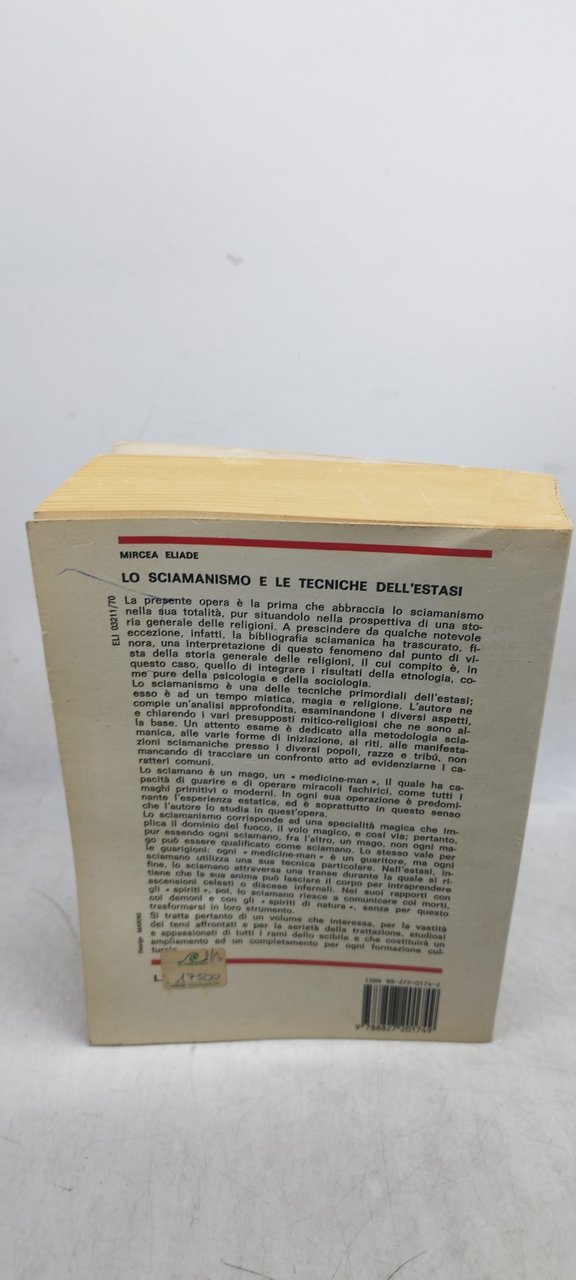 MIRCEA ELIADE
LO SCIAMANISMO E LE TECNICHE DELL'ESTASI
ELI 03211/70
La presente opera è la prima che abbraccia lo sciamanismo
nella sua totalità, pur situandolo nella prospettiva di una sto-
ria generale delle religioni. A prescindere da qualche notevole
eccezione, infatti, la bibliografia sciamanica ha trascurato, fi-
nora, una interpretazione di questo fenomeno dal punto di vi-
sta della storia generale delle religioni, il cui compito è, in
questo caso, quello di integrare i risultati della etnologia, co-
me pure della psicologia e della sociologia.
Lo sciamanismo è una delle tecniche primordiali dell'estasi;
esso è ad un tempo mistica, magia e religione. L'autore ne
compie un'analisi approfondita, esaminandone i diversi aspetti,
e chiarendo i vari presupposti mitico-religiosi che ne sono al-
la base. Un attento esame è dedicato alla metodologia scia-
manica, alle varie forme di iniziazione, ai riti, alle manifesta-
zioni sciamaniche presso i diversi popoli, razze e tribú, non
mancando di tracciare un confronto atto ad evidenziarne i ca-
ratteri comuni.
Lo sciamano è un mago, un « medicine-man », il quale ha ca-
pacità di guarire e di operare miracoli fachirici, come tutti i
maghi primitivi o moderni. In ogni sua operazione è predomi-
nante l'esperienza estatica, ed è soprattutto in questo senso
che l'autore lo studia in quest'opera.
Lo sciamanismo corrisponde ad una specialità magica che im-
plica il dominio del fuoco, il volo magico, e cosí via; pertanto,
pur essendo ogni sciamano, fra l'altro, un mago, non ogni ma-
go può essere qualificato come sciamano. Lo stesso vale per
le guarigioni: ogni « medicine-man » è un guaritore, ma ogni
sciamano utilizza una sua tecnica particolare. Nell'estasi, in-
fine, lo sciamano attraversa una transe durante la quale si ri-
tiene che la sua anima può lasciare il corpo per intraprendere
ascensioni celesti o discese infernali. Nei suoi rapporti con
gli « spiriti », poi, lo sciamano riesce a comunicare coi morti,
coi demoni e con gli « spiriti di natura », senza per questo
trasformarsi in loro strumento.
Si tratta pertanto di un volume che interessa, per la vastità
dei temi affrontati e per la serietà della trattazione, studiosi
e appassionati di tutti i rami dello scibile e che costituirà un
ampliamento ed un completamento per ogni formazione cul-
turale.
Design MARINI
L.
17500
ISBN 88-272-0174-2
9 788827 201749